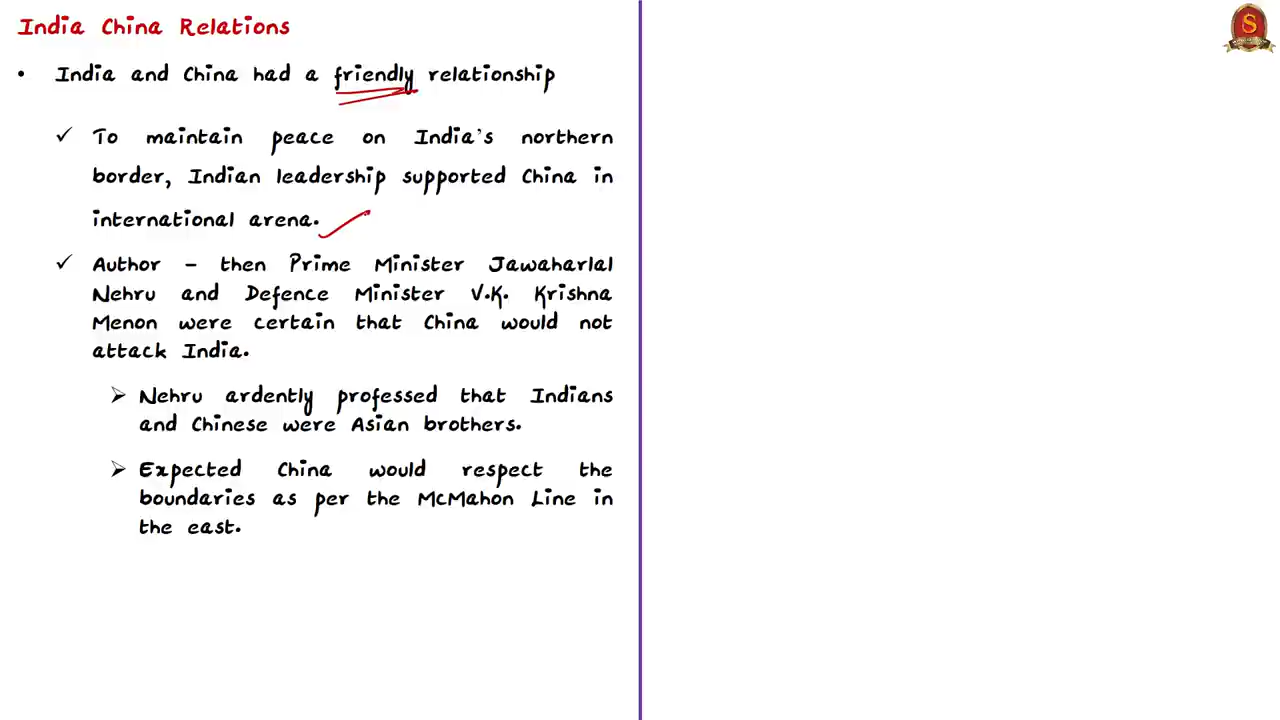 India China Relations
• India and China had a friendly relationship
✓ To maintain peace on India's northern
border, Indian leadership supported China in
international arena.
✓ Author – then Prime Minister Jawaharlal
Nehru and Defence Minister V.K. Krishna
Menon were certain that China would not
attack India.
➢ Nehru ardently professed that Indians
and Chinese were Asian brothers.
➢ Expected China would respect the
boundaries as per the McMahon Line in
the east.
S